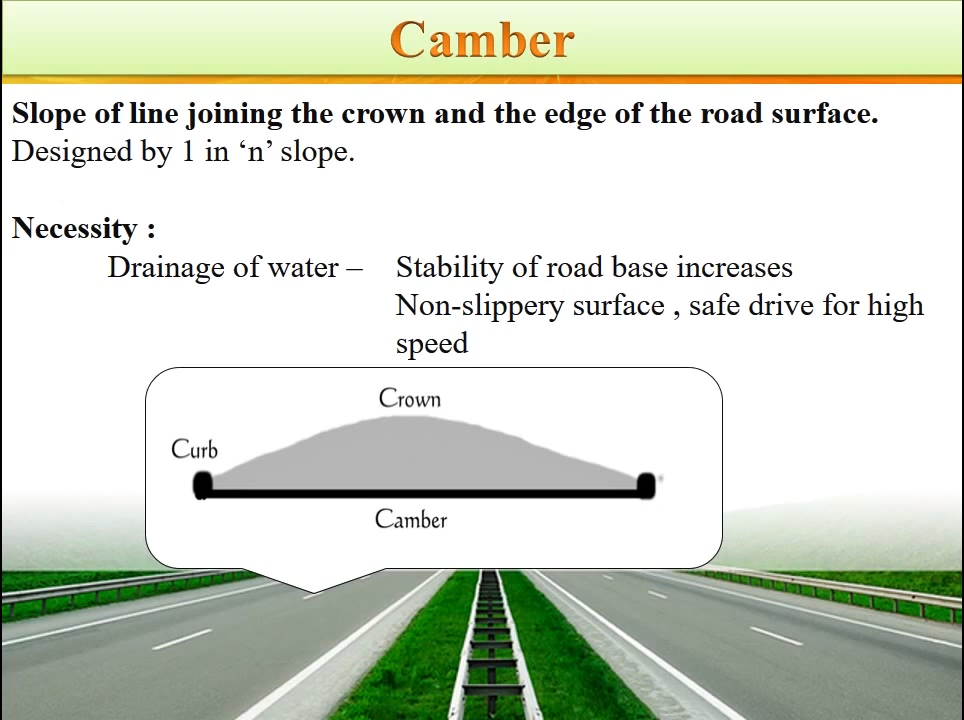 Camber
Slope of line joining the crown and the edge of the road surface.
Designed by 1 in ‘n’ slope.
Necessity :
Drainage of water – Stability of road base increases
Non-slippery surface , safe drive for high
speed
Crown
Curb
Camber